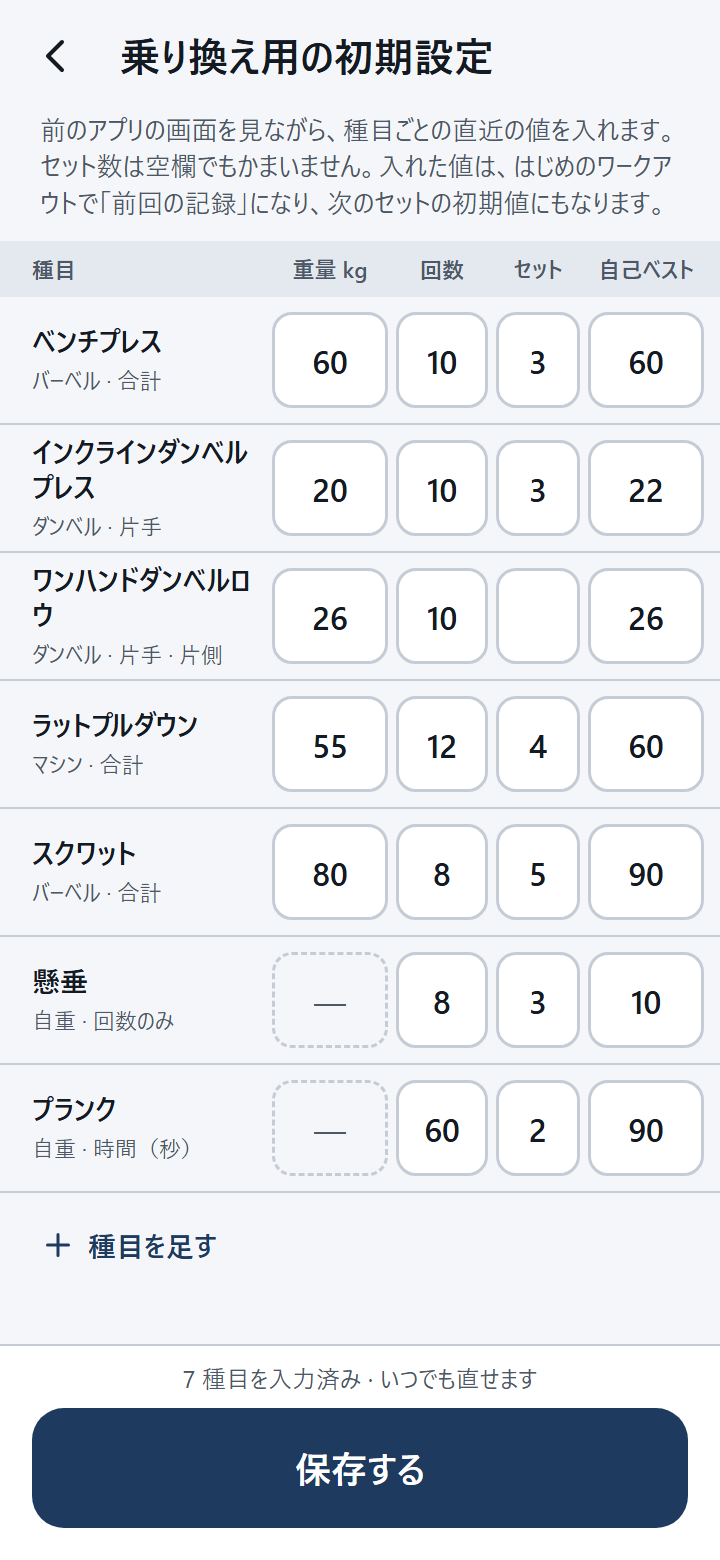 乗り換え用の初期設定
前のアプリの画面を見ながら、種目ごとの直近の値を入れます。
セット数は空欄でもかまいません。入れた値は、はじめのワークア
ウトで「前回の記録」になり、次のセットの初期値にもなります。
種目 重量 kg 回数 セット 自己ベスト
ベンチプレス
バーベル · 合計
60 10 3 60
インクラインダンベル
プレス
ダンベル · 片手
20 10 3 22
ワンハンドダンベルロ
ウ
ダンベル · 片手 · 片側
26 10 26
ラットプルダウン
マシン · 合計
55 12 4 60
スクワット
バーベル · 合計
80 8 5 90
懸垂
自重 · 回数のみ
— 8 3 10
プランク
自重 · 時間（秒）
— 60 2 90
＋ 種目を足す
7 種目を入力済み · いつでも直せます
保存する